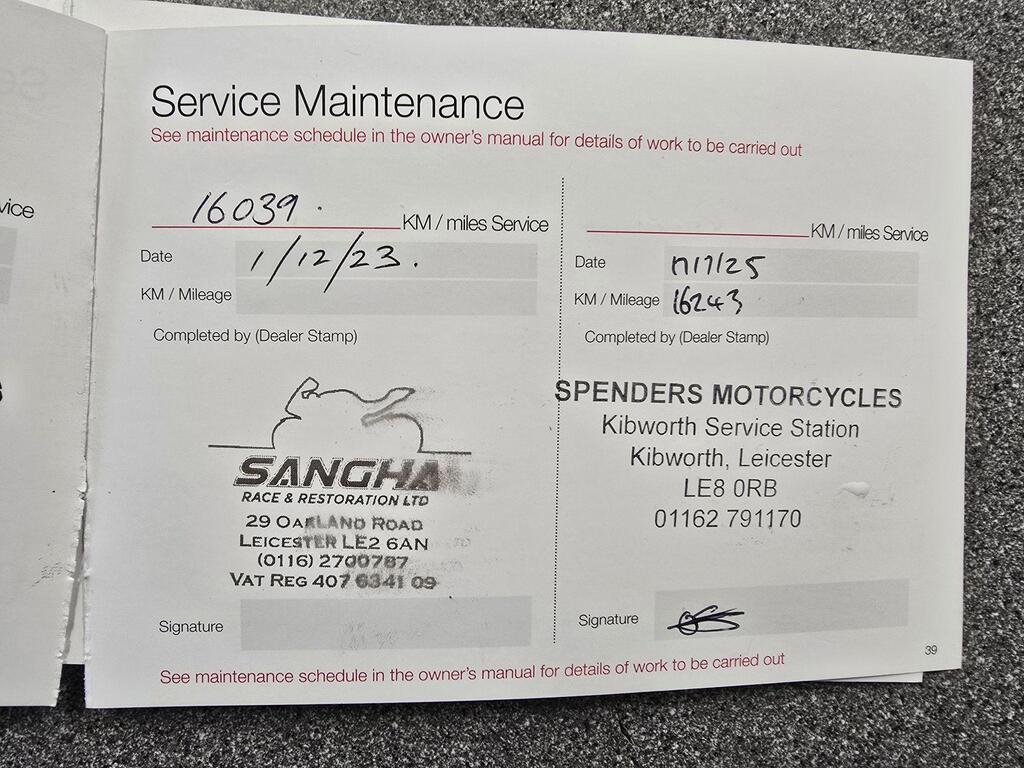 vice
Service Maintenance
See maintenance schedule in the owner's manual for details of work to be carried out
16039.
KM / miles Service
Date 1/12/23.
KM / Mileage
Completed by (Dealer Stamp)
SANGHA
RACE & RESTORATION LTD
29 OAKLAND ROAD
LEICESTER LE2 6AN
(0116) 2700787
VAT REG 407 6341 09
Signature
KM / miles Service
Date 17/7/25
KM / Mileage 16243
Completed by (Dealer Stamp)
SPENDERS MOTORCYCLES
Kibworth Service Station
Kibworth, Leicester
LE8 0RB
01162 791170
Signature
39
See maintenance schedule in the owner's manual for details of work to be carried out